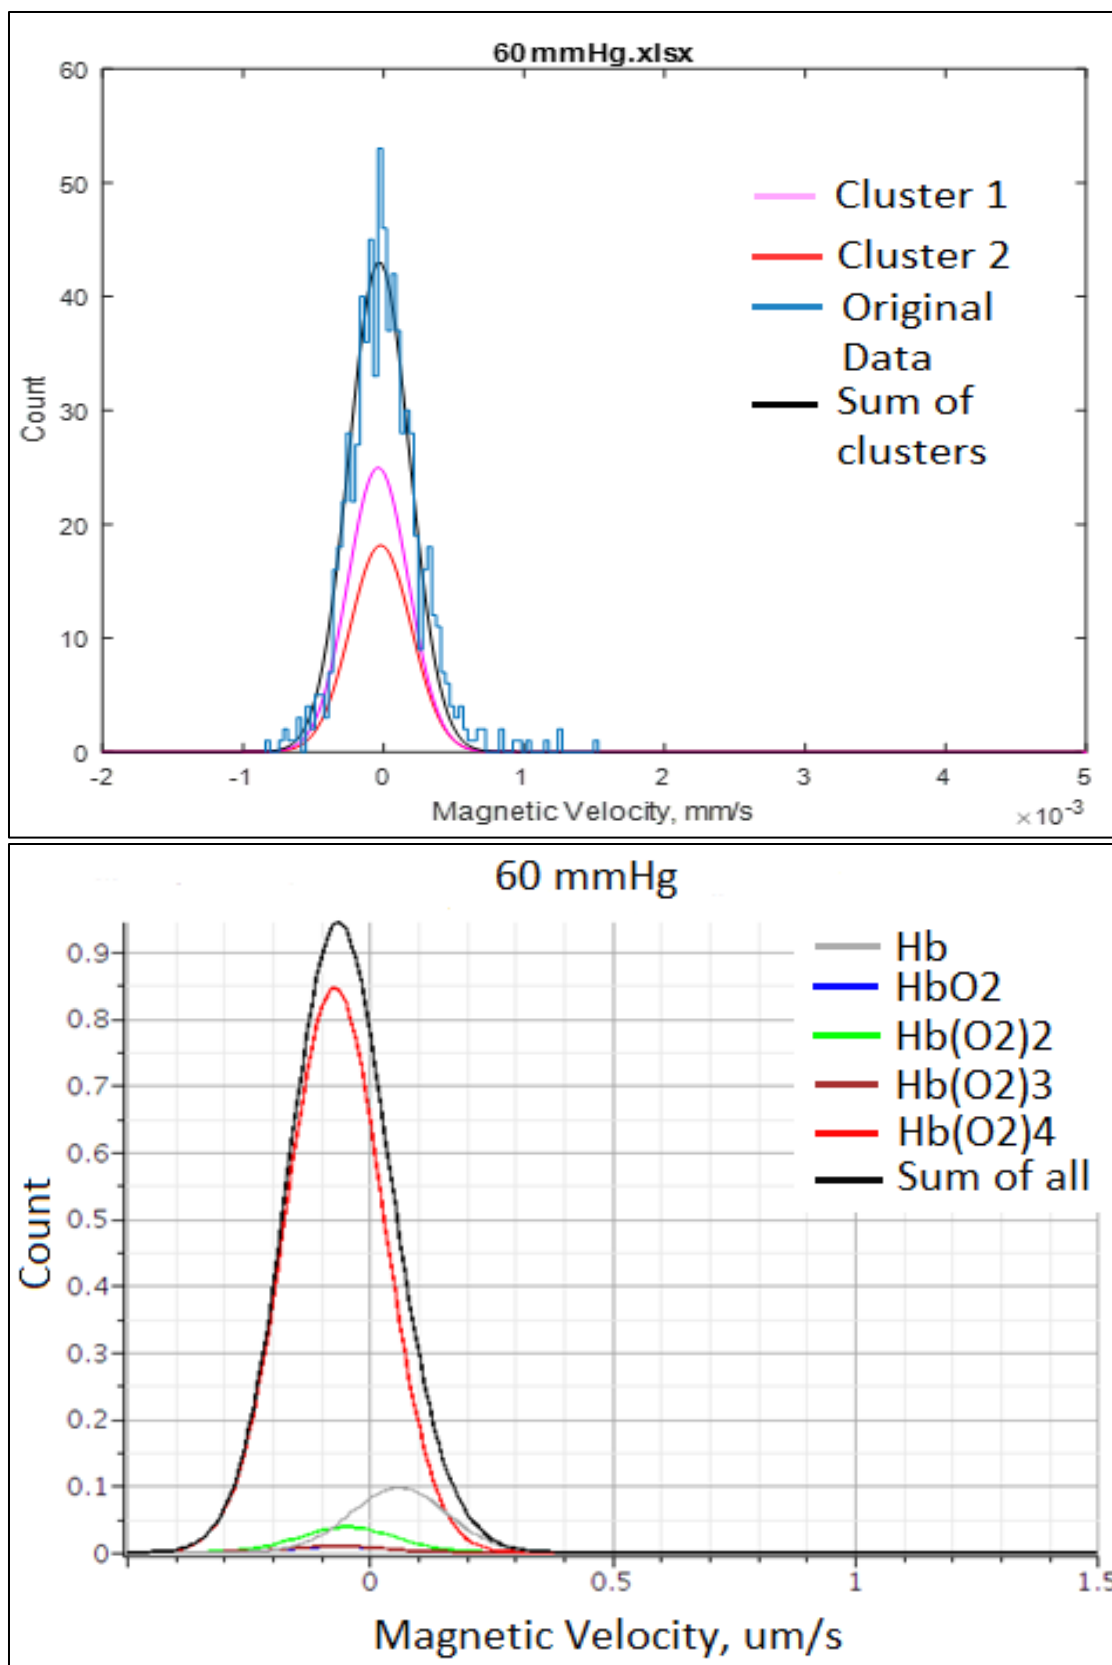 60 mmHg.xlsx
60
50
40
30
20
10
0
Count
Cluster 1
Cluster 2
Original
Data
Sum of
clusters
-2 -1 0 1 2 3 4 5
Magnetic Velocity, mm/s
×10-3
60 mmHg
0.9
0.8
0.7
0.6
0.5
0.4
0.3
0.2
0.1
0
Count
Hb
HbO2
Hb(O2)2
Hb(O2)3
Hb(O2)4
Sum of all
0 0.5 1 1.5
Magnetic Velocity, um/s